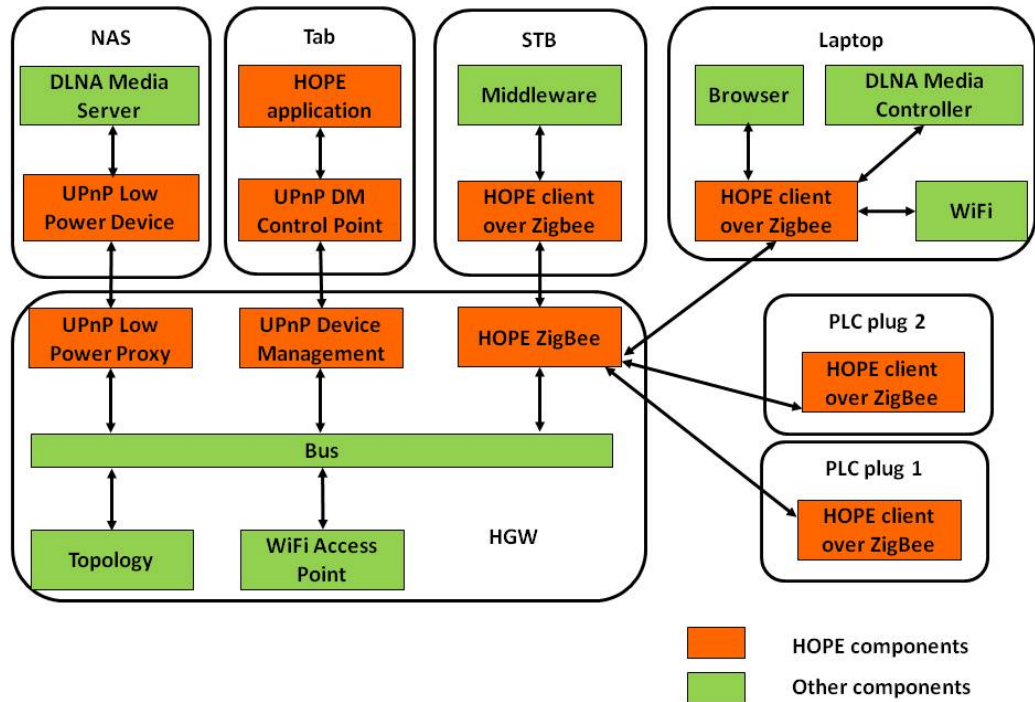 NAS
DLNA Media
Server
UPnP Low
Power Device
Tab
HOPE
application
UPnP DM
Control Point
STB
Middleware
HOPE client
over Zigbee
Laptop
Browser
DLNA Media
Controller
HOPE client
over Zigbee
WiFi
UPnP Low
Power Proxy
UPnP Device
Management
HOPE ZigBee
Bus
Topology
WiFi Access
Point
HGW
PLC plug 2
HOPE client
over ZigBee
PLC plug 1
HOPE client
over ZigBee
HOPE components
Other components